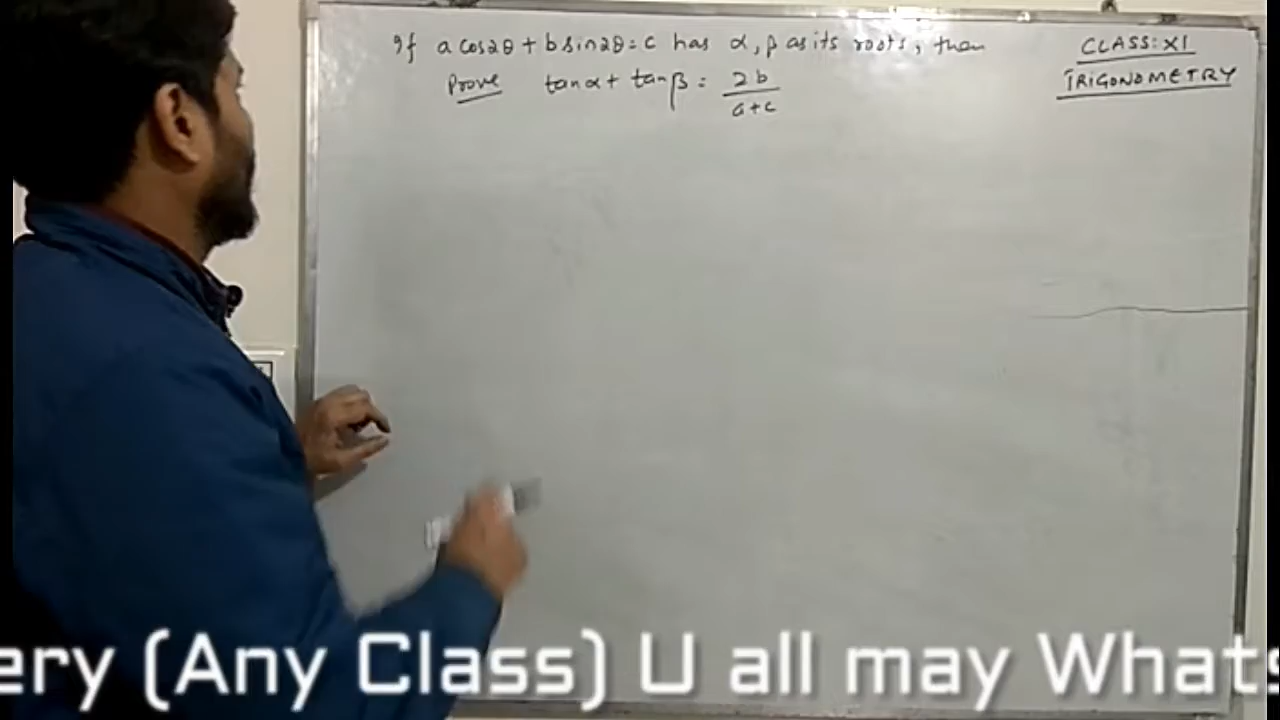 If a cos2θ + b sin2θ = c has α, β as its roots, then
Prove tanα + tanβ = 2b / a+c
CLASS: XI
TRIGONOMETRY
ery (Any Class) U all may Whats